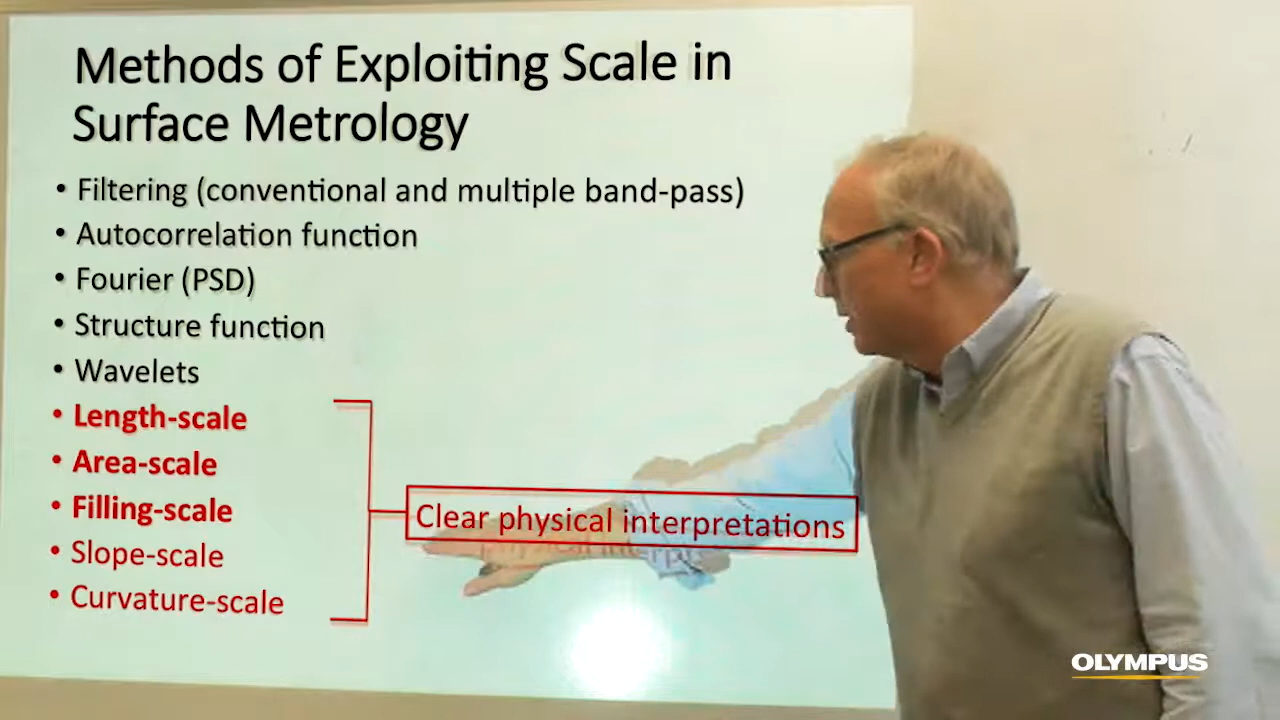 Methods of Exploiting Scale in
Surface Metrology
• Filtering (conventional and multiple band-pass)
• Autocorrelation function
• Fourier (PSD)
• Structure function
• Wavelets
• Length-scale
• Area-scale
• Filling-scale
• Slope-scale
• Curvature-scale
Clear physical interpretations
OLYMPUS